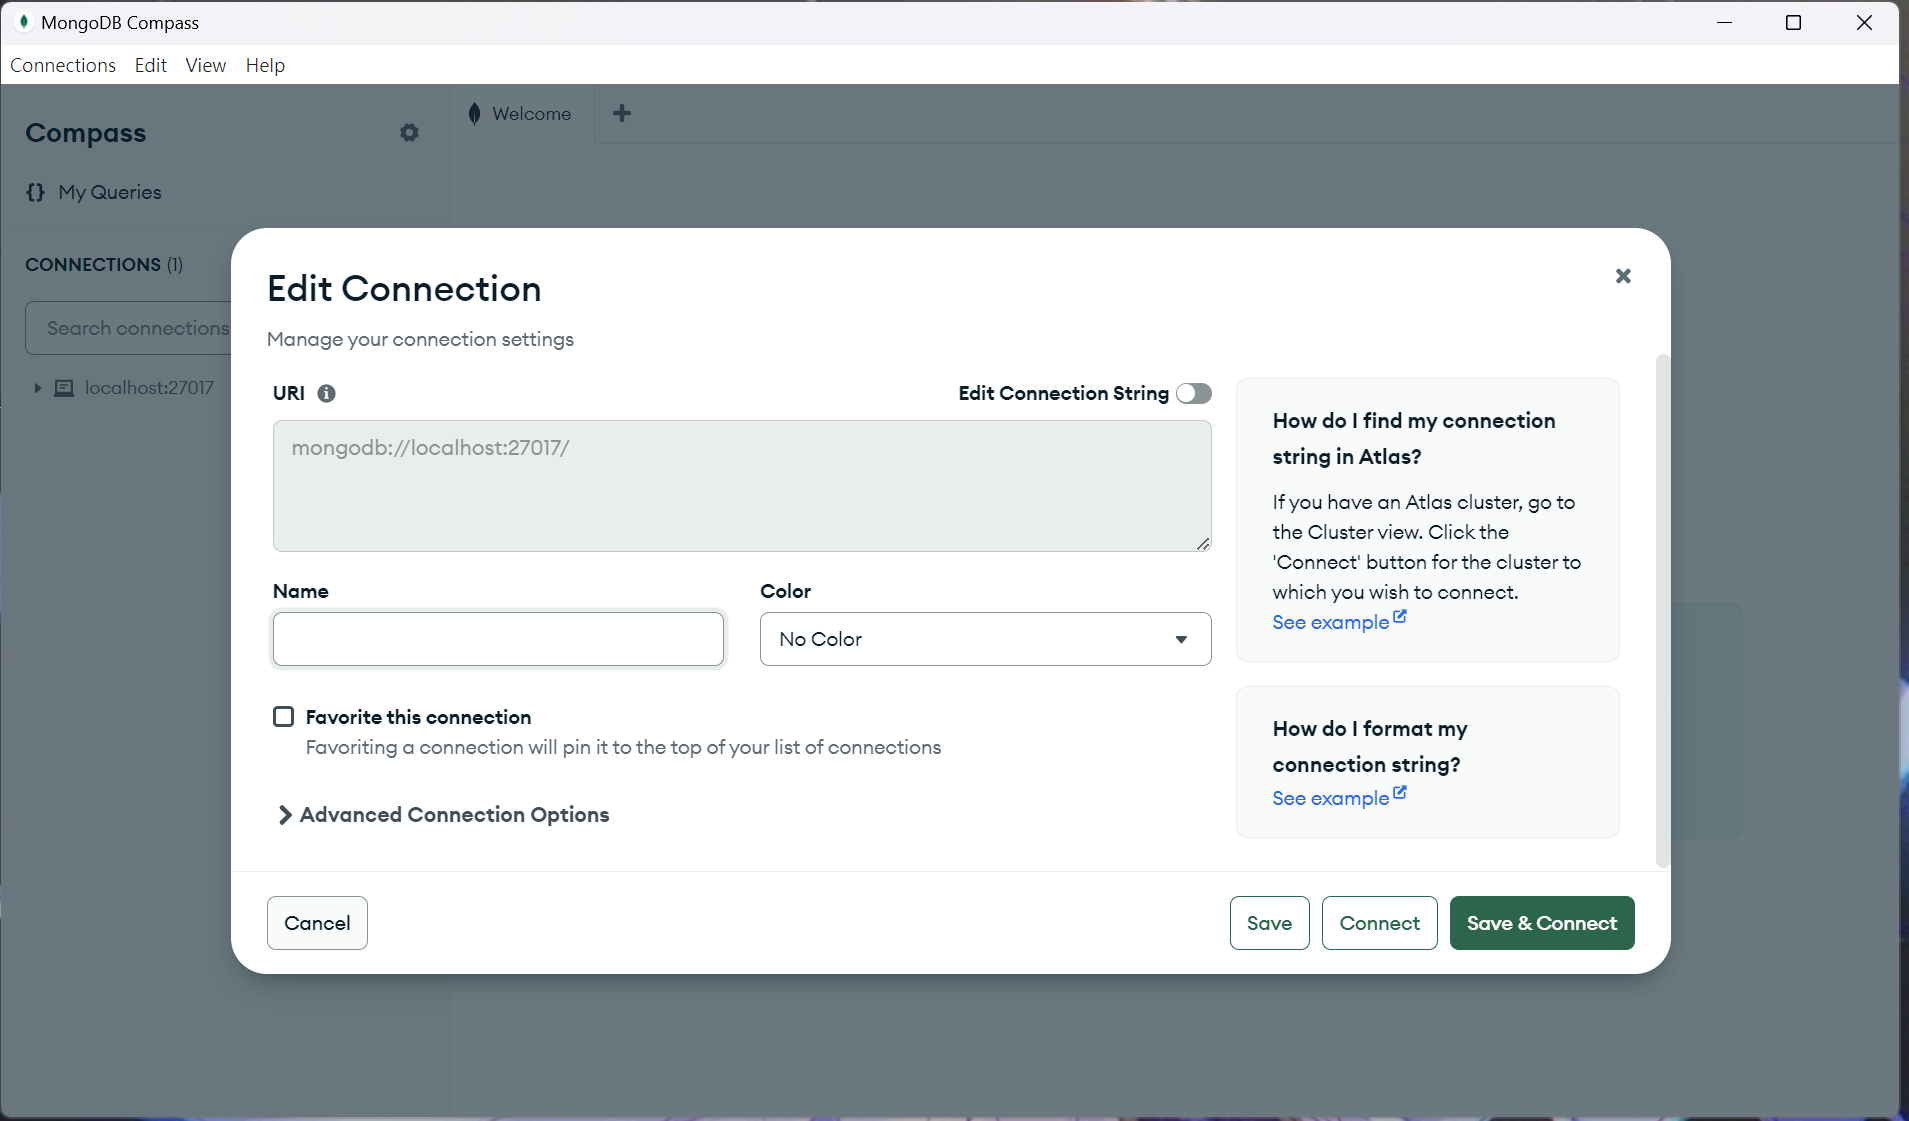 MongoDB Compass
Connections Edit View Help
Compass
Welcome
My Queries
CONNECTIONS (1)
Search connections
localhost:27017
Edit Connection
Manage your connection settings
URI
Edit Connection String
mongodb://localhost:27017/
Name
Color
No Color
Favorite this connection
Favoriting a connection will pin it to the top of your list of connections
Advanced Connection Options
How do I find my connection
string in Atlas?
If you have an Atlas cluster, go to
the Cluster view. Click the
'Connect' button for the cluster to
which you wish to connect.
See example
How do I format my
connection string?
See example
Cancel
Save
Connect
Save & Connect